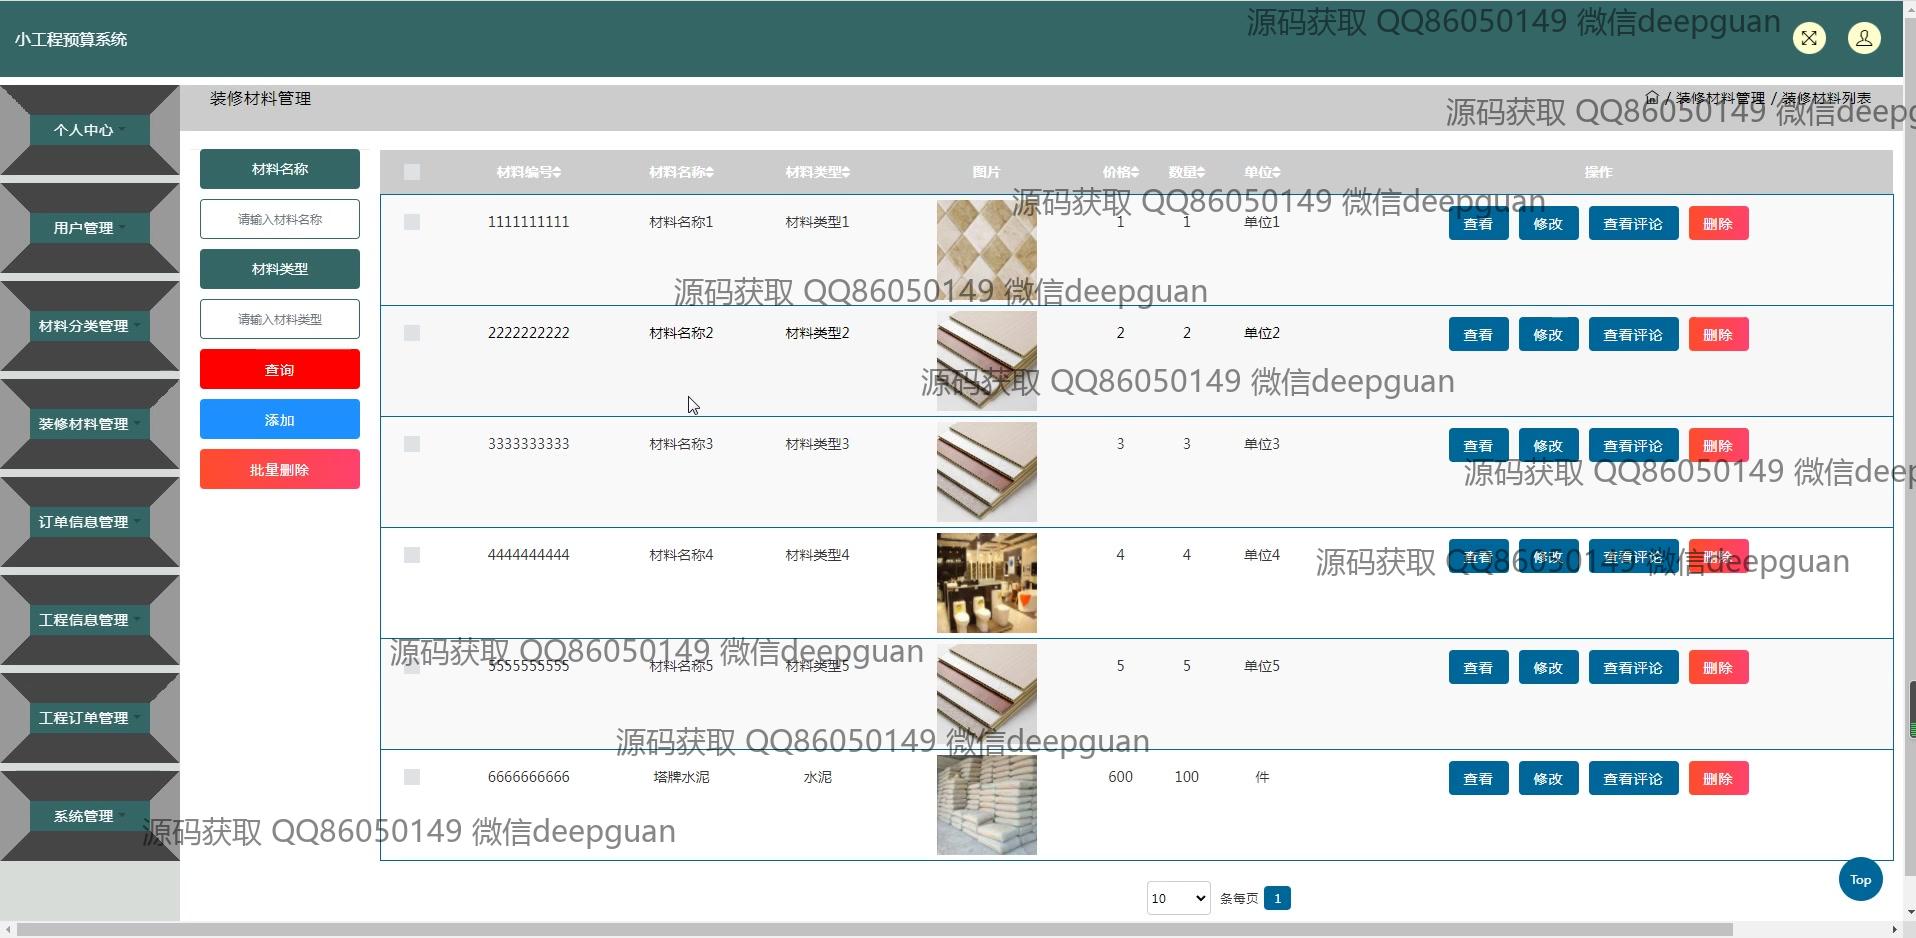 小工程预算系统
源码获取 QQ86050149 微信deepguan
个人中心
用户管理
材料分类管理
装修材料管理
订单信息管理
工程信息管理
工程订单管理
系统管理
装修材料管理
/ 装修材料管理 / 装修材料列表
源码获取 QQ86050149 微信deepg
材料名称
请输入材料名称
材料类型
请输入材料类型
查询
添加
批量删除
材料编号 材料名称 材料类型 图片 价格 数量 单位 操作
源码获取 QQ86050149 微信deepguan
1111111111 材料名称1 材料类型1 1 1 单位1 查看 修改 查看评论 删除
源码获取 QQ86050149 微信deepguan
2222222222 材料名称2 材料类型2 2 2 单位2 查看 修改 查看评论 删除
源码获取 QQ86050149 微信deepguan
3333333333 材料名称3 材料类型3 3 3 单位3 查看 修改 查看评论 删除
源码获取 QQ86050149 微信deep
4444444444 材料名称4 材料类型4 4 4 单位4 查看 修改 查看评论 删除
源码获取 QQ86050149 微信deepguan
源码获取 QQ86050149 微信deepguan
5555555555 材料名称5 材料类型5 5 5 单位5 查看 修改 查看评论 删除
源码获取 QQ86050149 微信deepguan
6666666666 塔牌水泥 水泥 600 100 件 查看 修改 查看评论 删除
源码获取 QQ86050149 微信deepguan
Top
10 条每页 1